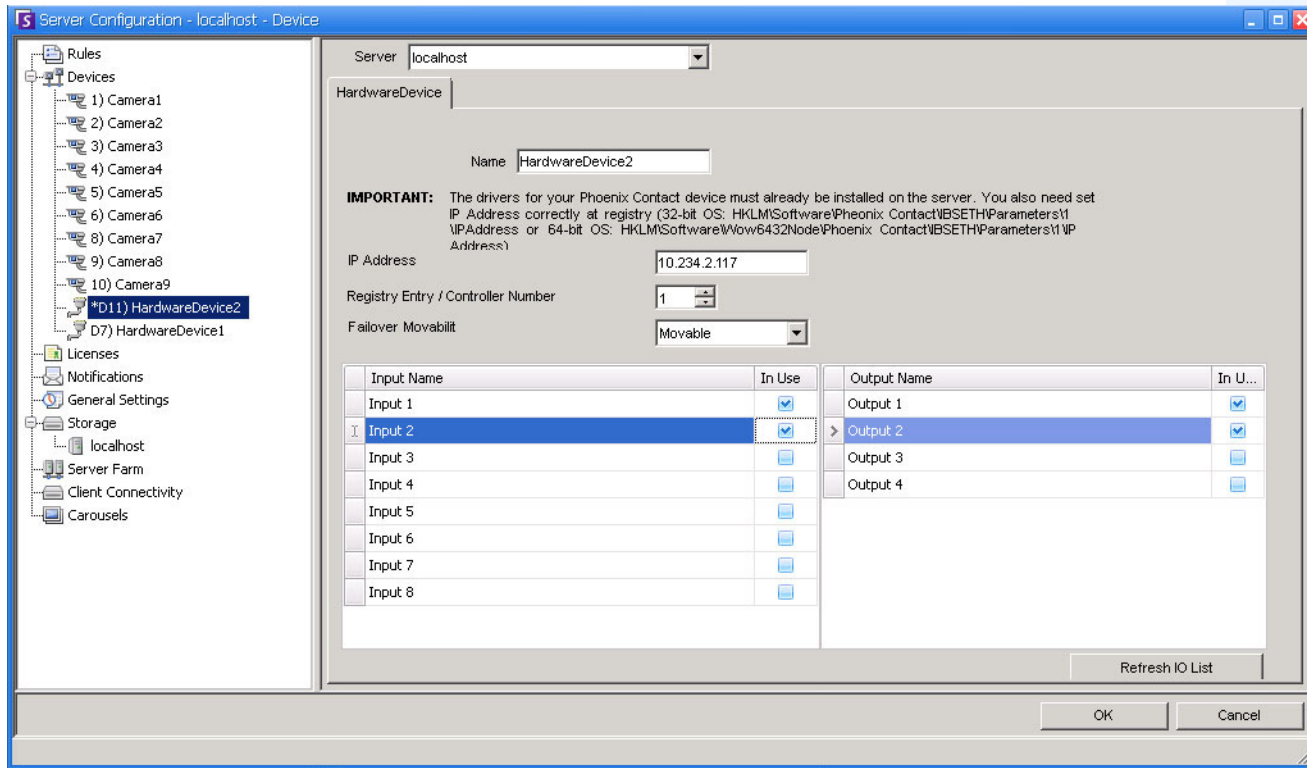 Server Configuration - localhost - Device
Rules
Devices
1) Camera1
2) Camera2
3) Camera3
4) Camera4
5) Camera5
6) Camera6
8) Camera7
9) Camera8
10) Camera9
*D11) HardwareDevice2
D7) HardwareDevice1
Licenses
Notifications
General Settings
Storage
localhost
Server Farm
Client Connectivity
Carousels
Server localhost
HardwareDevice
Name HardwareDevice2
IMPORTANT: The drivers for your Phoenix Contact device must already be installed on the server. You also need set
IP Address correctly at registry (32-bit OS: HKLM\Software\Pheonix Contact\IBSETH\Parameters\1
\IPAddress or 64-bit OS: HKLM\Software\Wow6432Node\Phoenix Contact\IBSETH\Parameters\1\IP
Address)
IP Address 10.234.2.117
Registry Entry / Controller Number 1
Failover Movabilit Movable
Input Name In Use Output Name In U...
Input 1 Output 1
Input 2 Output 2
Input 3 Output 3
Input 4 Output 4
Input 5
Input 6
Input 7
Input 8
Refresh IO List
OK Cancel